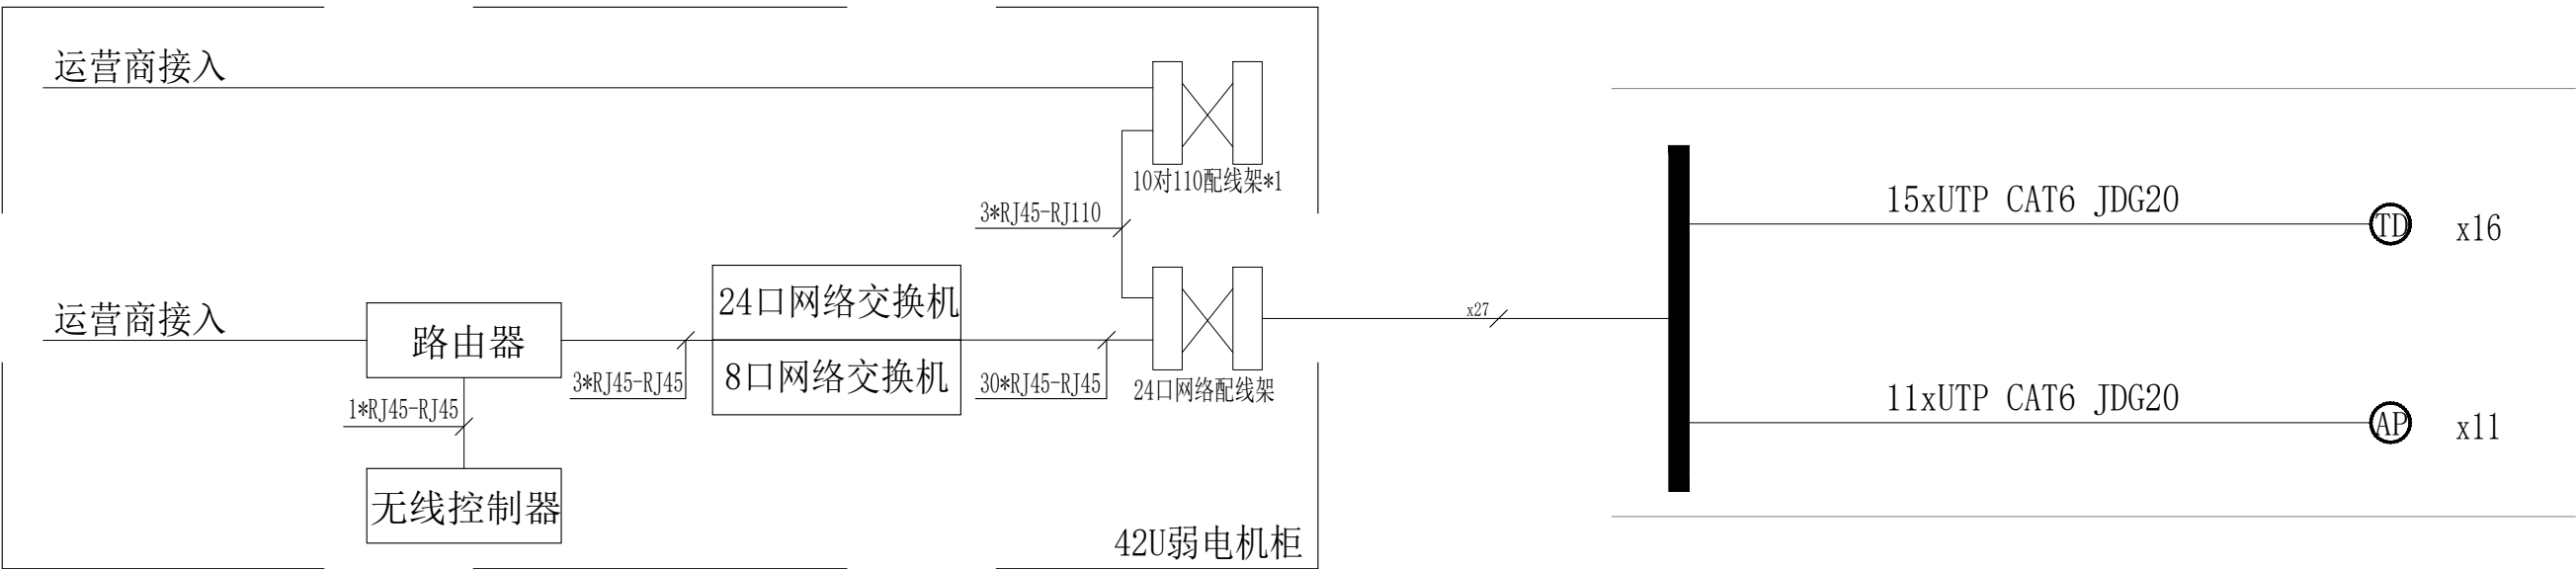 运营商接入
10对110配线架*1
3*RJ45-RJ110
15xUTP CAT6 JDG20
TD
x16
运营商接入
路由器
24口网络交换机
8口网络交换机
3*RJ45-RJ45
30*RJ45-RJ45
24口网络配线架
x27
1*RJ45-RJ45
无线控制器
11xUTP CAT6 JDG20
AP
x11
42U弱电机柜